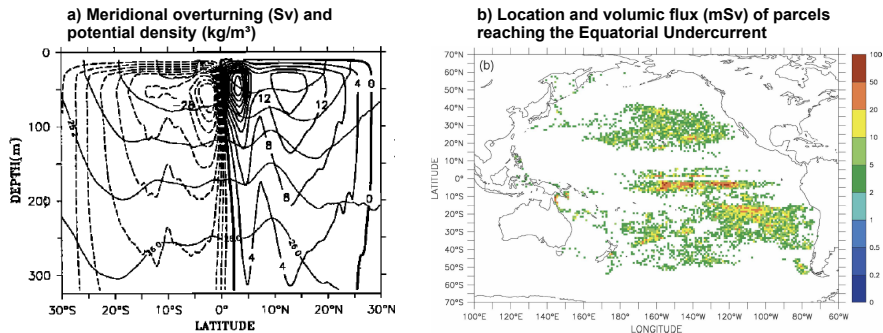 a) Meridional overturning (Sv) and
potential density (kg/m³)
0
100
200
300
DEPTH(m)
30°S 20°S 10°S 0° 10°N 20°N 30°N
LATITUDE
12
12
8
8
4
4
4
0
0
26.0
b) Location and volumic flux (mSv) of parcels
reaching the Equatorial Undercurrent
(b)
70°N
60°N
50°N
40°N
30°N
20°N
10°N
0°
10°S
20°S
30°S
40°S
50°S
60°S
70°S
LATITUDE
100°E 120°E 140°E 160°E 180° 160°W 140°W 120°W 100°W 80°W 60°W
LONGITUDE
100
50
20
10
5
2
1
0.5
0.2
0